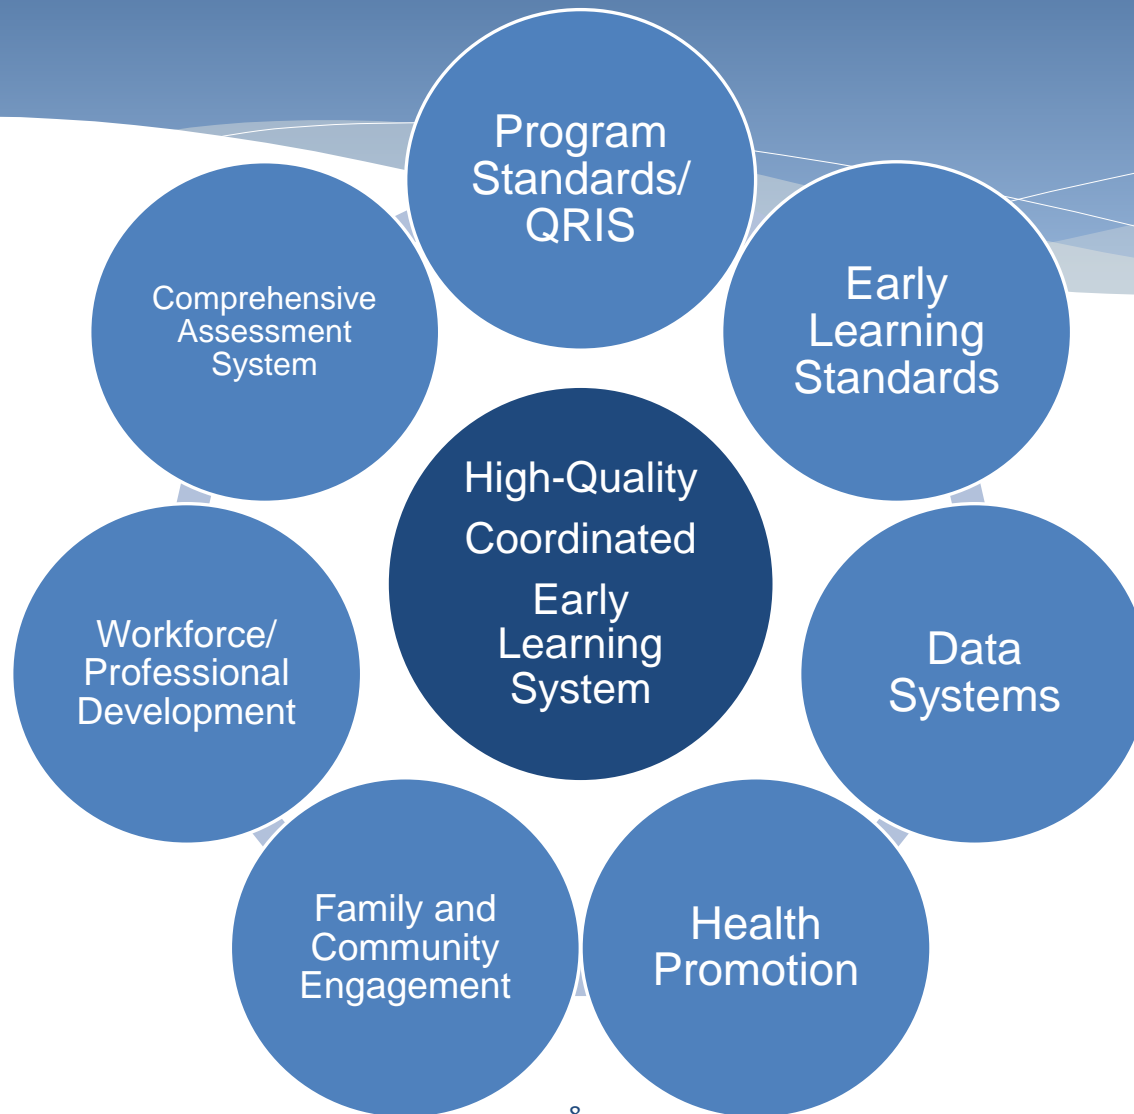 Program
Standards/
QRIS
Early
Learning
Standards
Comprehensive
Assessment
System
High-Quality
Coordinated
Early
Learning
System
Workforce/
Professional
Development
Data
Systems
Family and
Community
Engagement
Health
Promotion
8